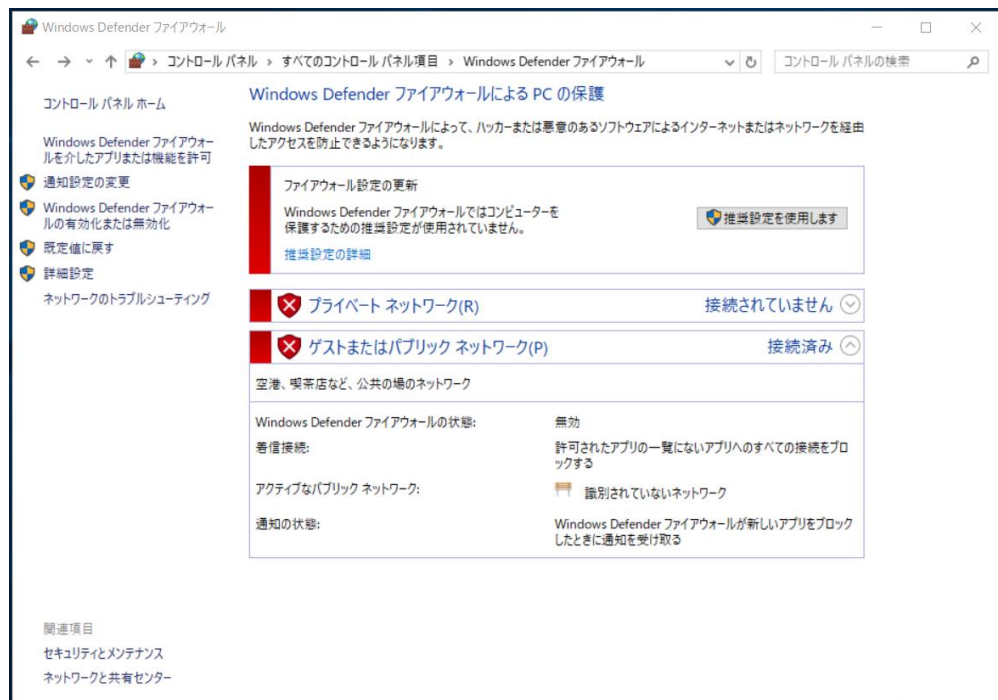 Windows Defender ファイアウォール
コントロール パネル › すべてのコントロール パネル項目 › Windows Defender ファイアウォール
コントロール パネルの検索
コントロール パネル ホーム
Windows Defender ファイアウォー
ルを介したアプリまたは機能を許可
通知設定の変更
Windows Defender ファイアウォー
ルの有効化または無効化
既定値に戻す
詳細設定
ネットワークのトラブルシューティング
Windows Defender ファイアウォールによる PC の保護
Windows Defender ファイアウォールによって、ハッカーまたは悪意のあるソフトウェアによるインターネットまたはネットワークを経由
したアクセスを防止できるようになります。
ファイアウォール設定の更新
Windows Defender ファイアウォールではコンピューターを
保護するための推奨設定が使用されていません。
推奨設定を使用します
推奨設定の詳細
プライベート ネットワーク(R)
接続されていません
ゲストまたはパブリック ネットワーク(P)
接続済み
空港、喫茶店など、公共の場のネットワーク
Windows Defender ファイアウォールの状態:
無効
着信接続:
許可されたアプリの一覧にないアプリへのすべての接続をブロ
ックする
アクティブなパブリック ネットワーク:
識別されていないネットワーク
通知の状態:
Windows Defender ファイアウォールが新しいアプリをブロック
したときに通知を受け取る
関連項目
セキュリティとメンテナンス
ネットワークと共有センター